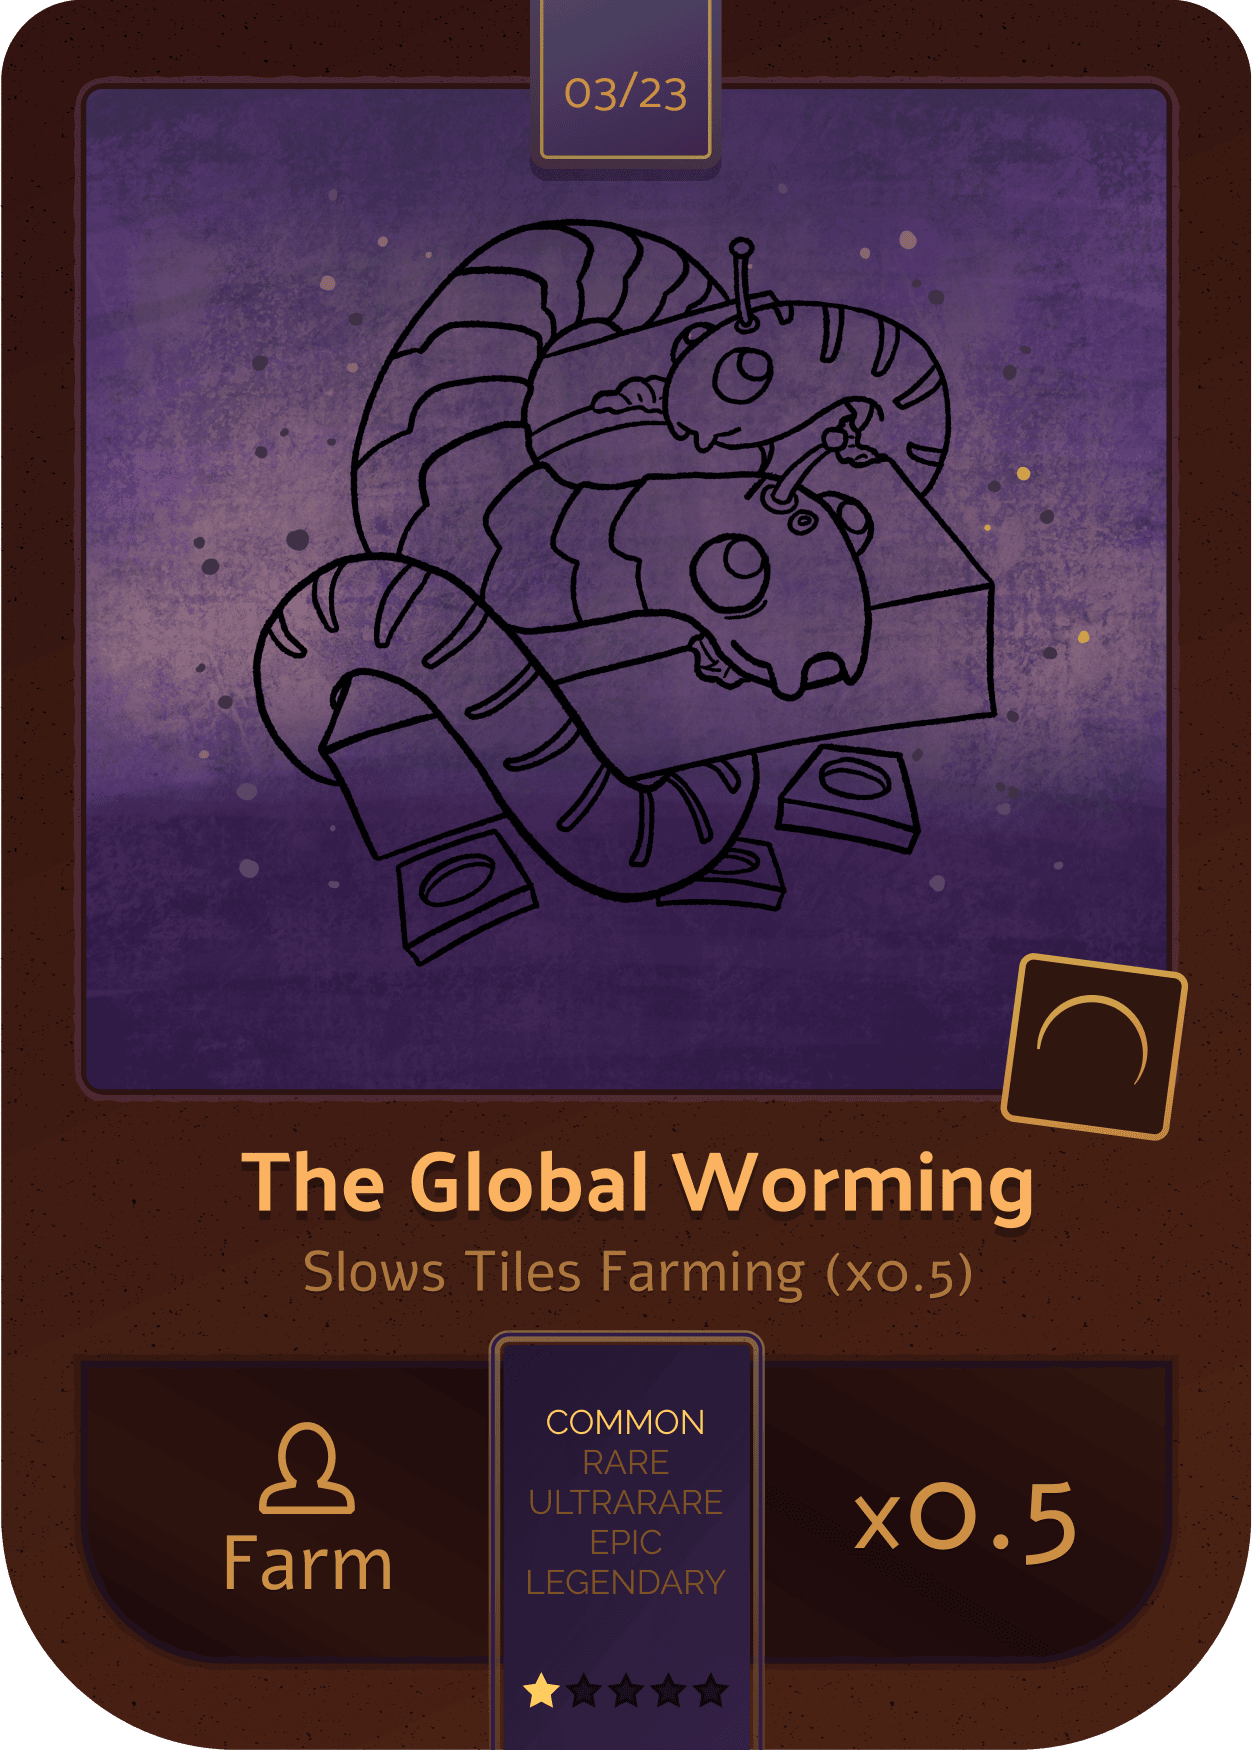 03/23
The Global Worming
Slows Tiles Farming (x0.5)
Farm
COMMON
RARE
ULTRARARE
EPIC
LEGENDARY
x0.5